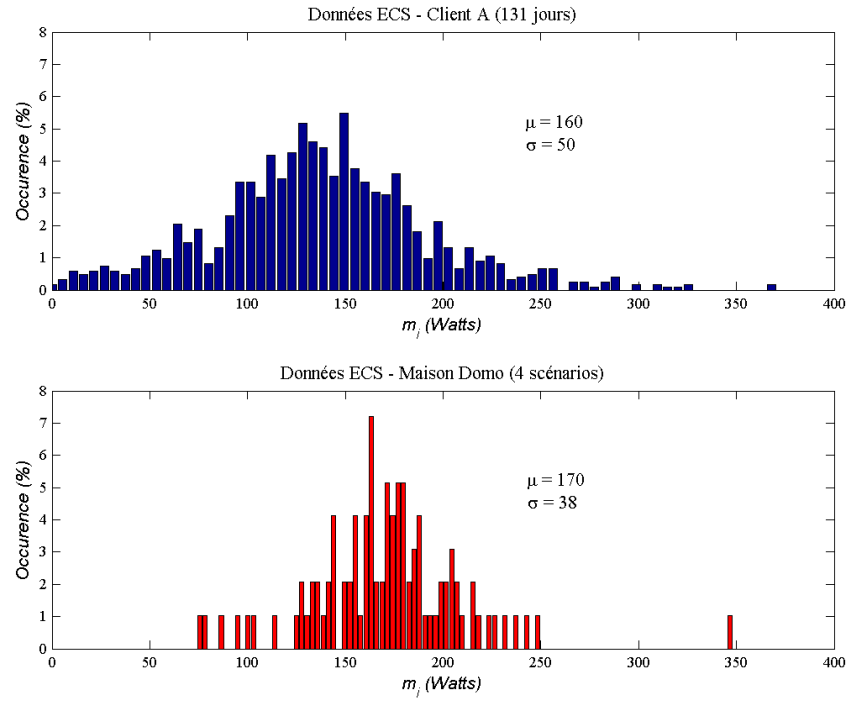 Données ECS - Client A (131 jours)
8
7
6
5
4
3
2
1
0
Occurence (%)
μ = 160
σ = 50
0 50 100 150 200 250 300 350 400
m_j (Watts)
Données ECS - Maison Domo (4 scénarios)
8
7
6
5
4
3
2
1
0
Occurence (%)
μ = 170
σ = 38
0 50 100 150 200 250 300 350 400
m_j (Watts)